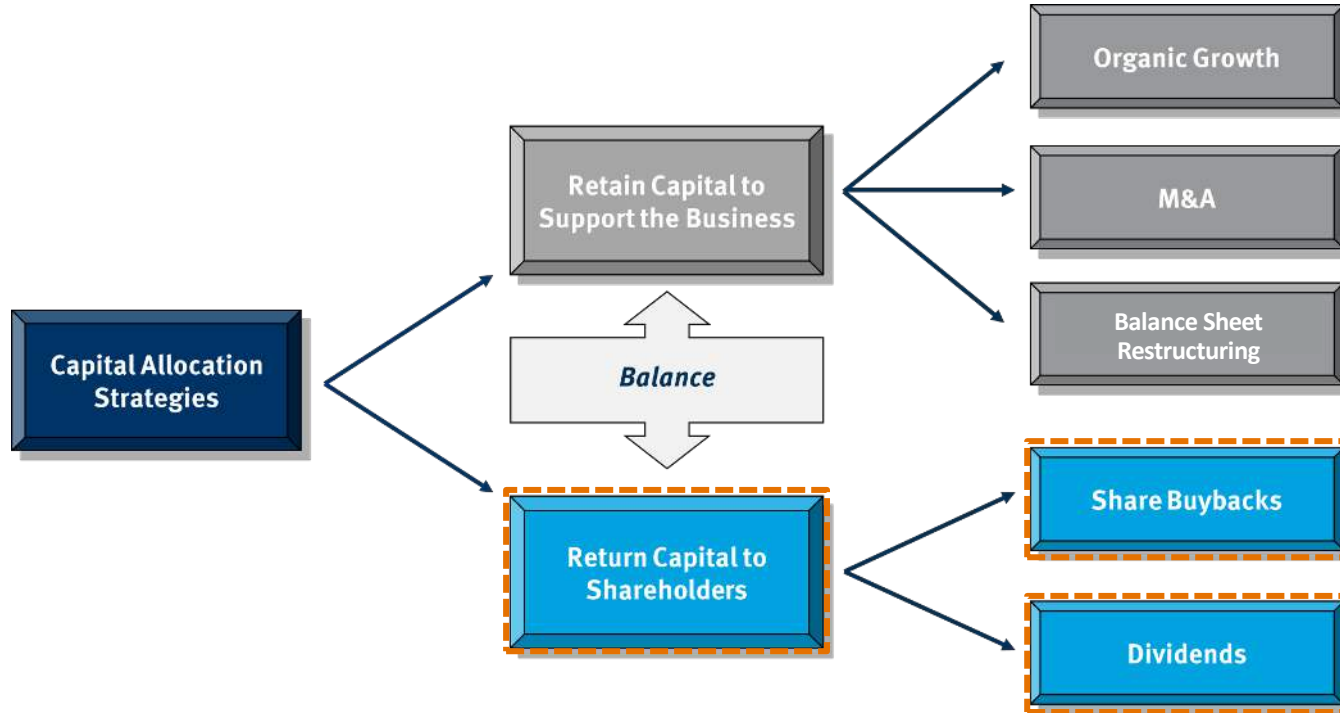 Capital Allocation
Strategies
Retain Capital to
Support the Business
Balance
Return Capital to
Shareholders
Organic Growth
M&A
Balance Sheet
Restructuring
Share Buybacks
Dividends